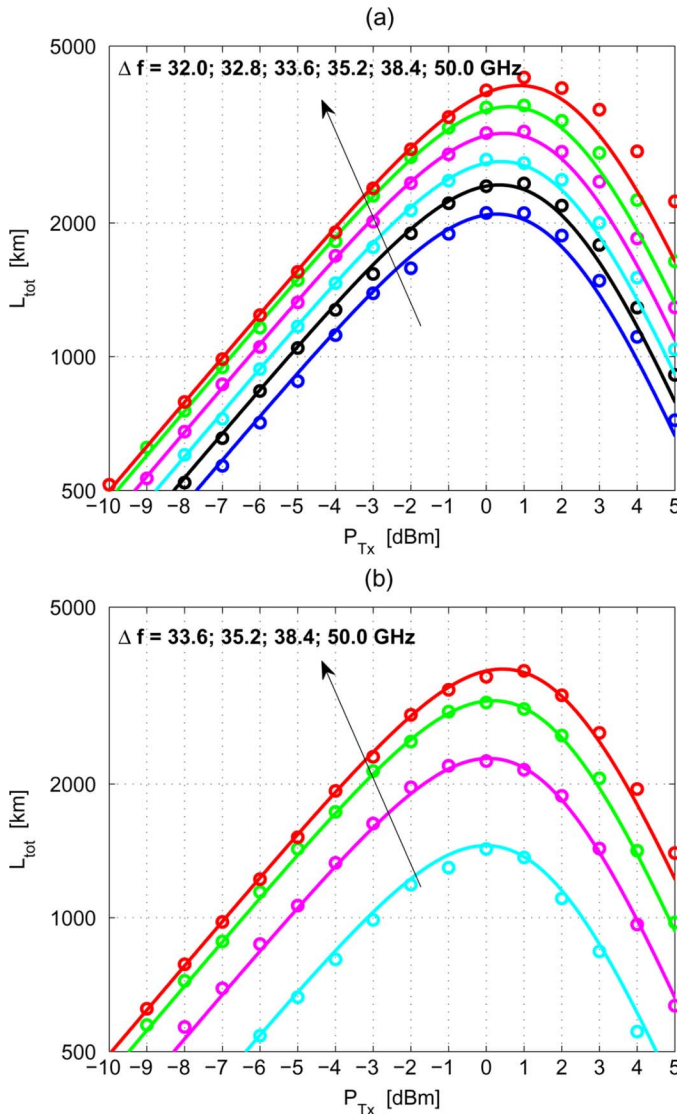 (a)
Δ f = 32.0; 32.8; 33.6; 35.2; 38.4; 50.0 GHz
5000
2000
1000
500
L_tot [km]
−10 −9 −8 −7 −6 −5 −4 −3 −2 −1 0 1 2 3 4 5
P_Tx [dBm]
(b)
Δ f = 33.6; 35.2; 38.4; 50.0 GHz
5000
2000
1000
500
L_tot [km]
−10 −9 −8 −7 −6 −5 −4 −3 −2 −1 0 1 2 3 4 5
P_Tx [dBm]